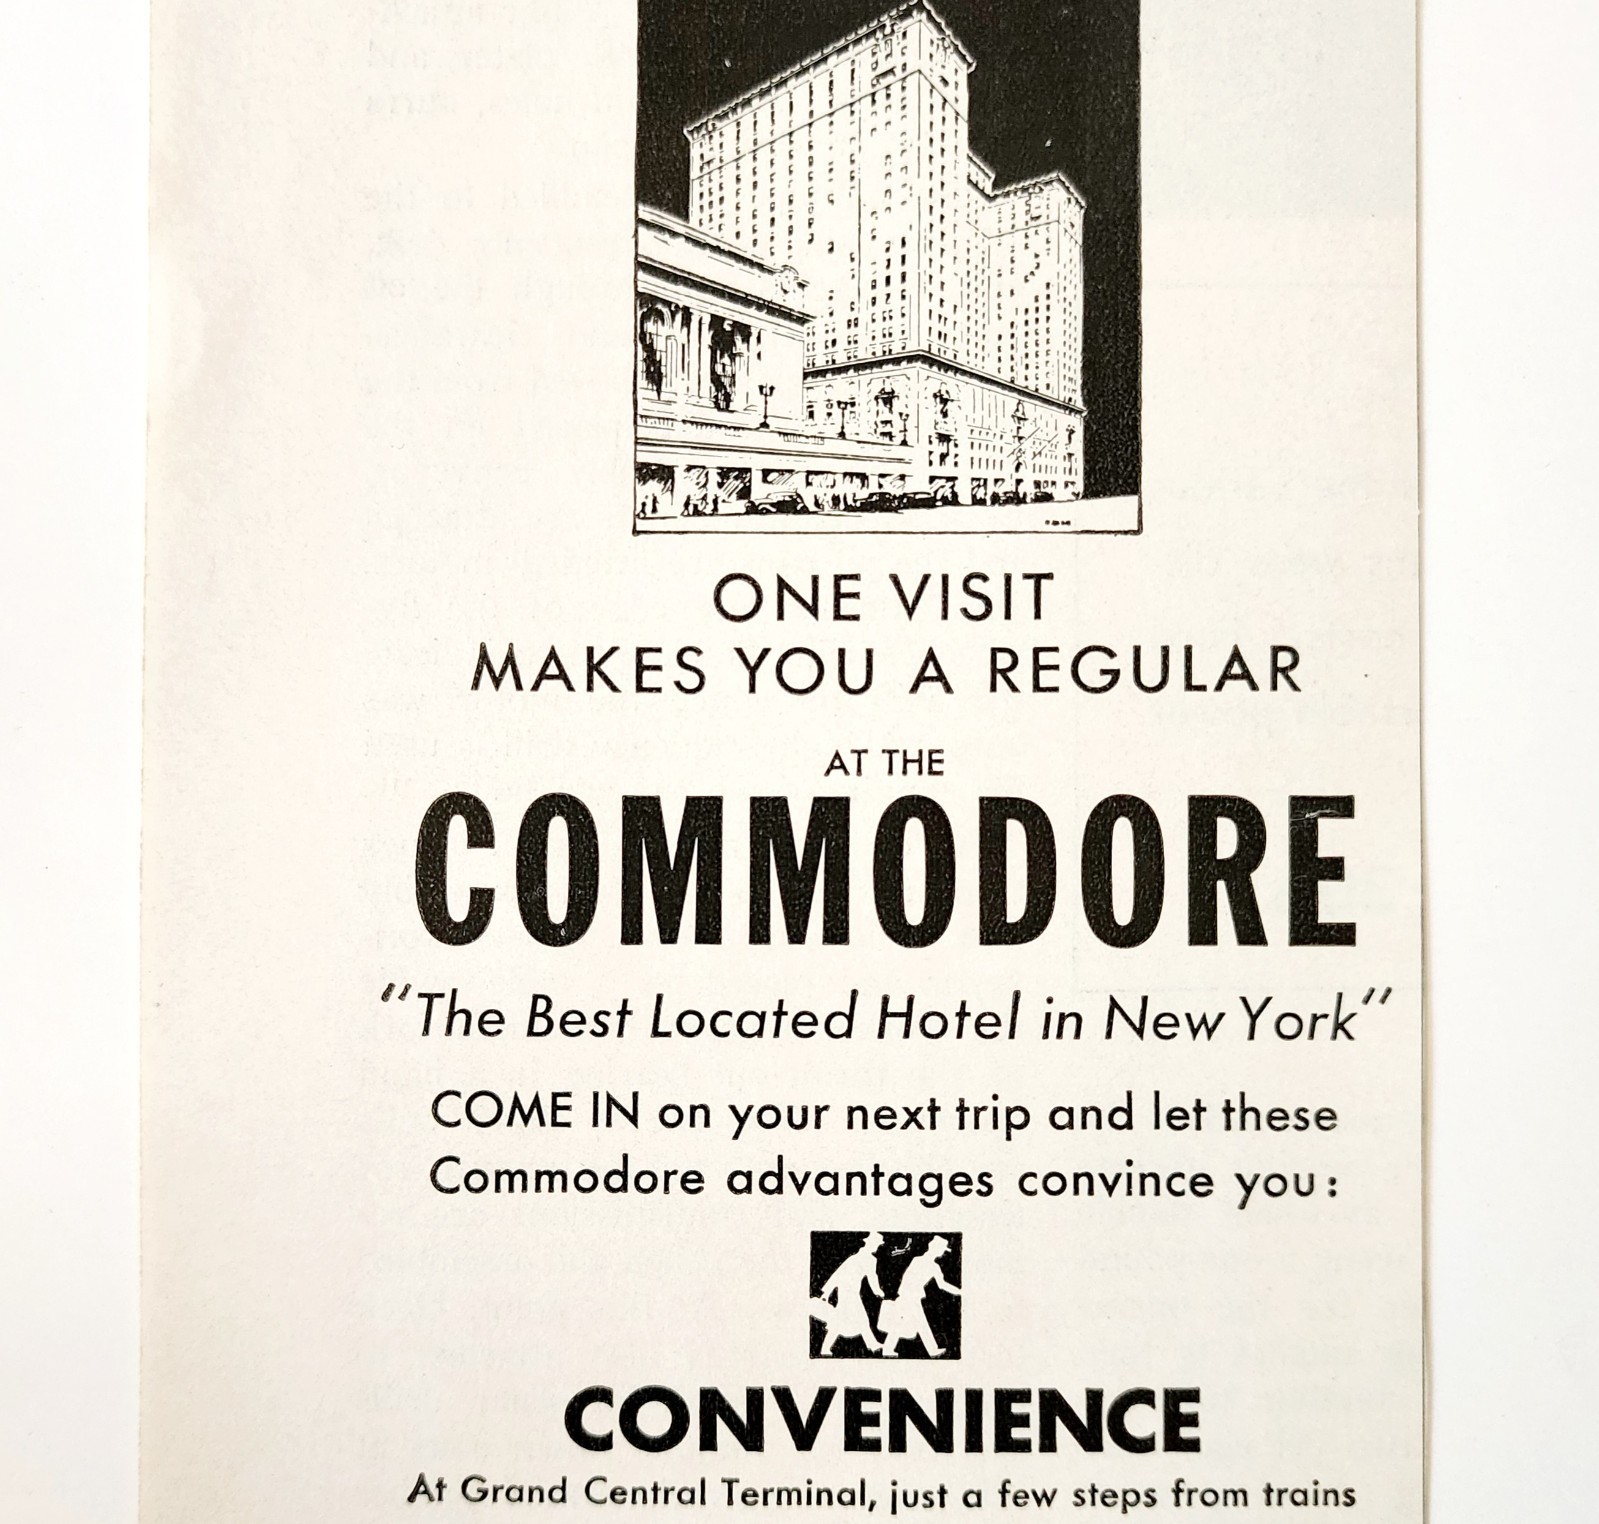 ONE VISIT
MAKES YOU A REGULAR
AT THE
COMMODORE
"The Best Located Hotel in New York"
COME IN on your next trip and let these
Commodore advantages convince you:
CONVENIENCE
At Grand Central Terminal, just a few steps from trains